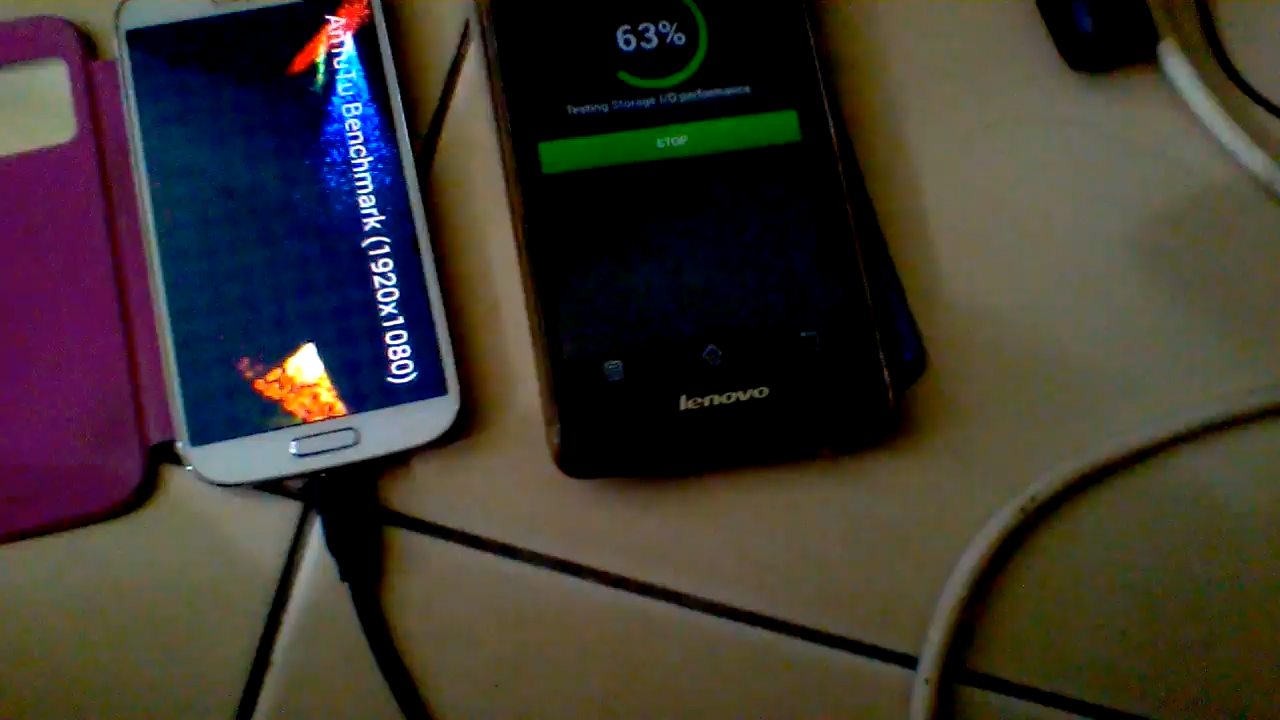 AnTuTu Benchmark (1920x1080)
63%
Testing Storage I/O performance
STOP
lenovo